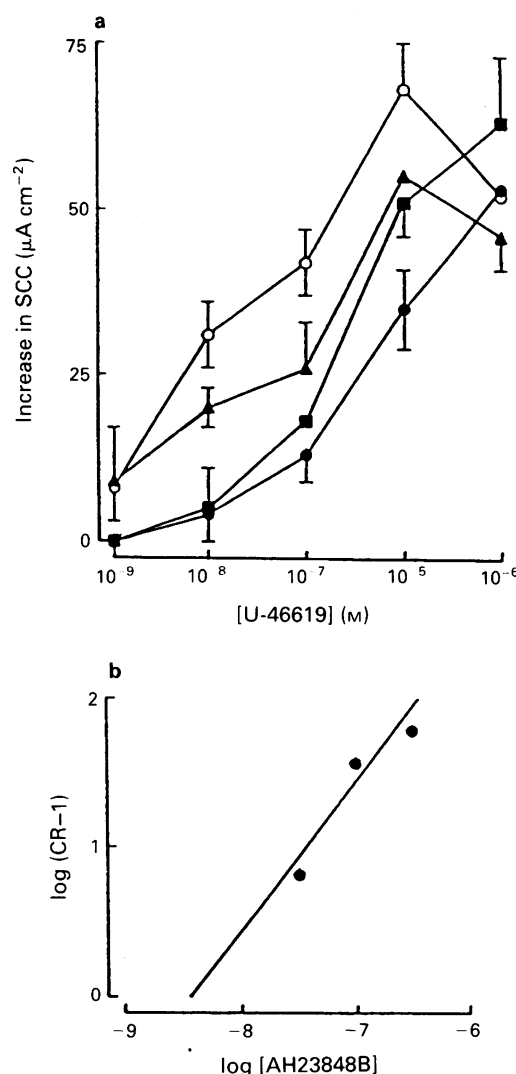 a
75
50
25
0
Increase in SCC (μA cm⁻²)
10⁻⁹ 10⁻⁸ 10⁻⁷ 10⁻⁵ 10⁻⁶
[U-46619] (M)
b
2
1
0
log (CR–1)
–9 –8 –7 –6
log [AH23848B]